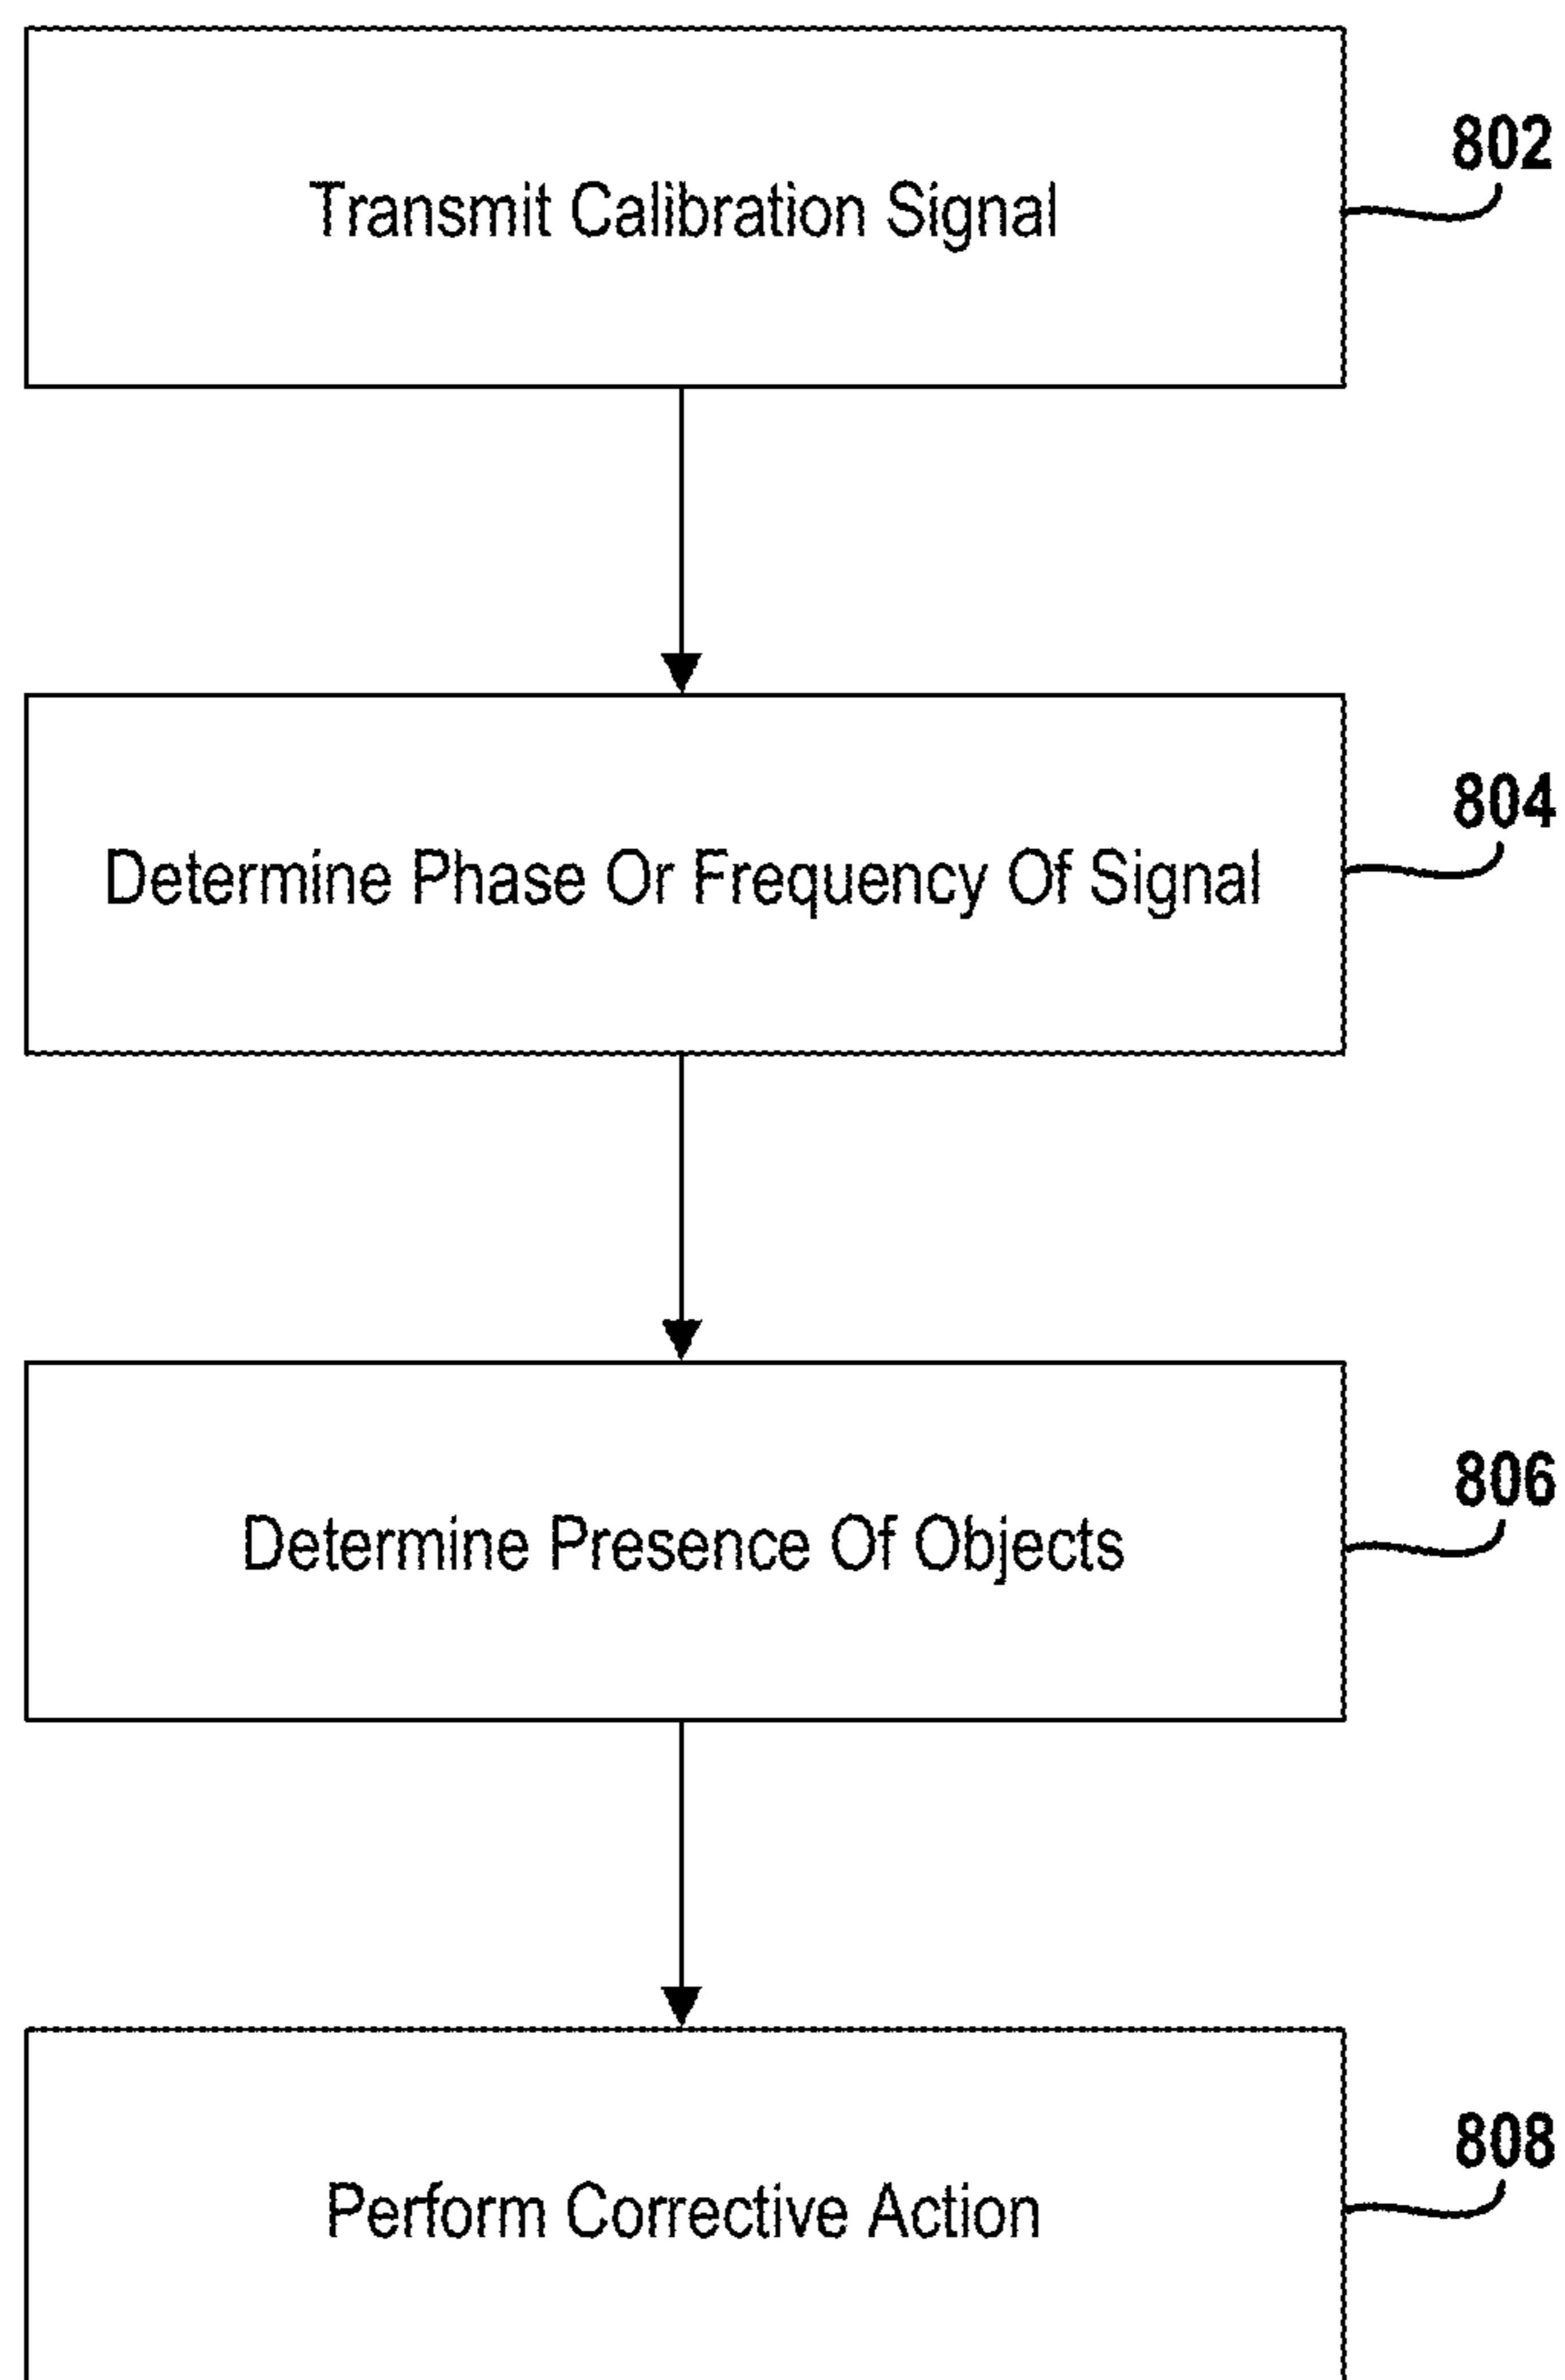 Transmit Calibration Signal
802
Determine Phase Or Frequency Of Signal
804
Determine Presence Of Objects
806
Perform Corrective Action
808